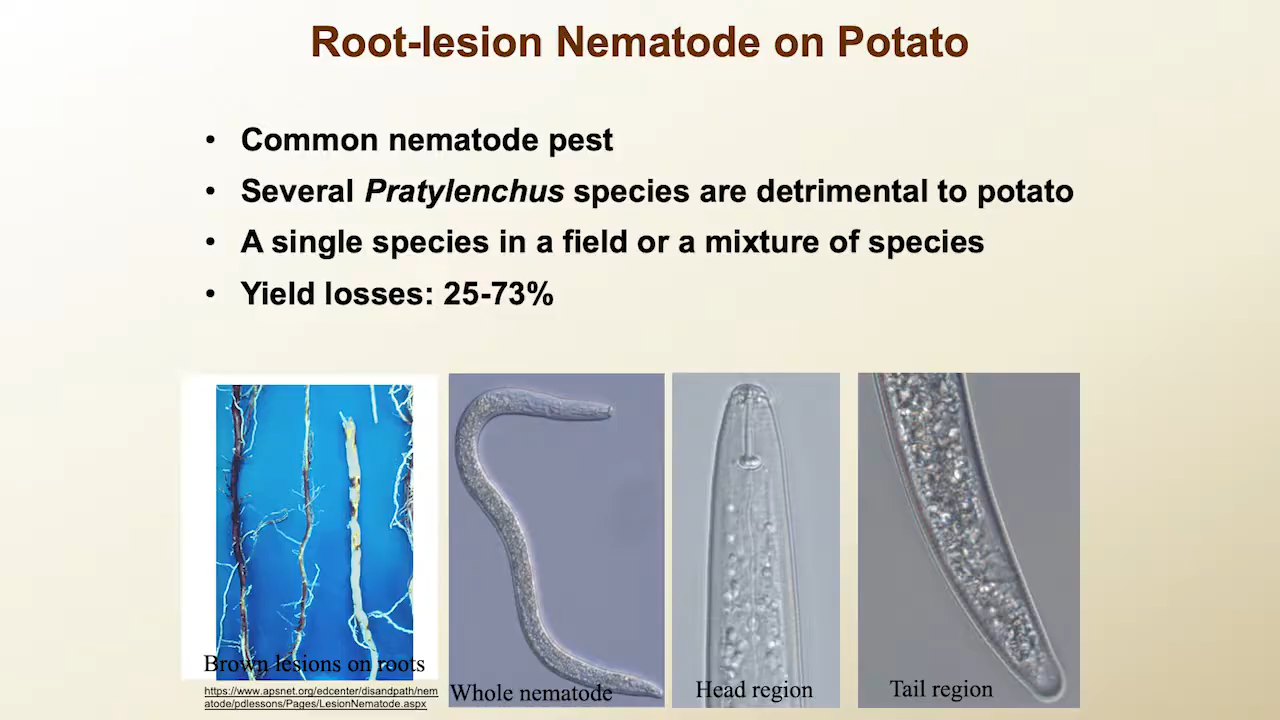 Root-lesion Nematode on Potato
• Common nematode pest
• Several Pratylenchus species are detrimental to potato
• A single species in a field or a mixture of species
• Yield losses: 25-73%
Brown lesions on roots
https://www.apsnet.org/edcenter/disandpath/nem
atode/pdlessons/Pages/LesionNematode.aspx
Whole nematode
Head region
Tail region